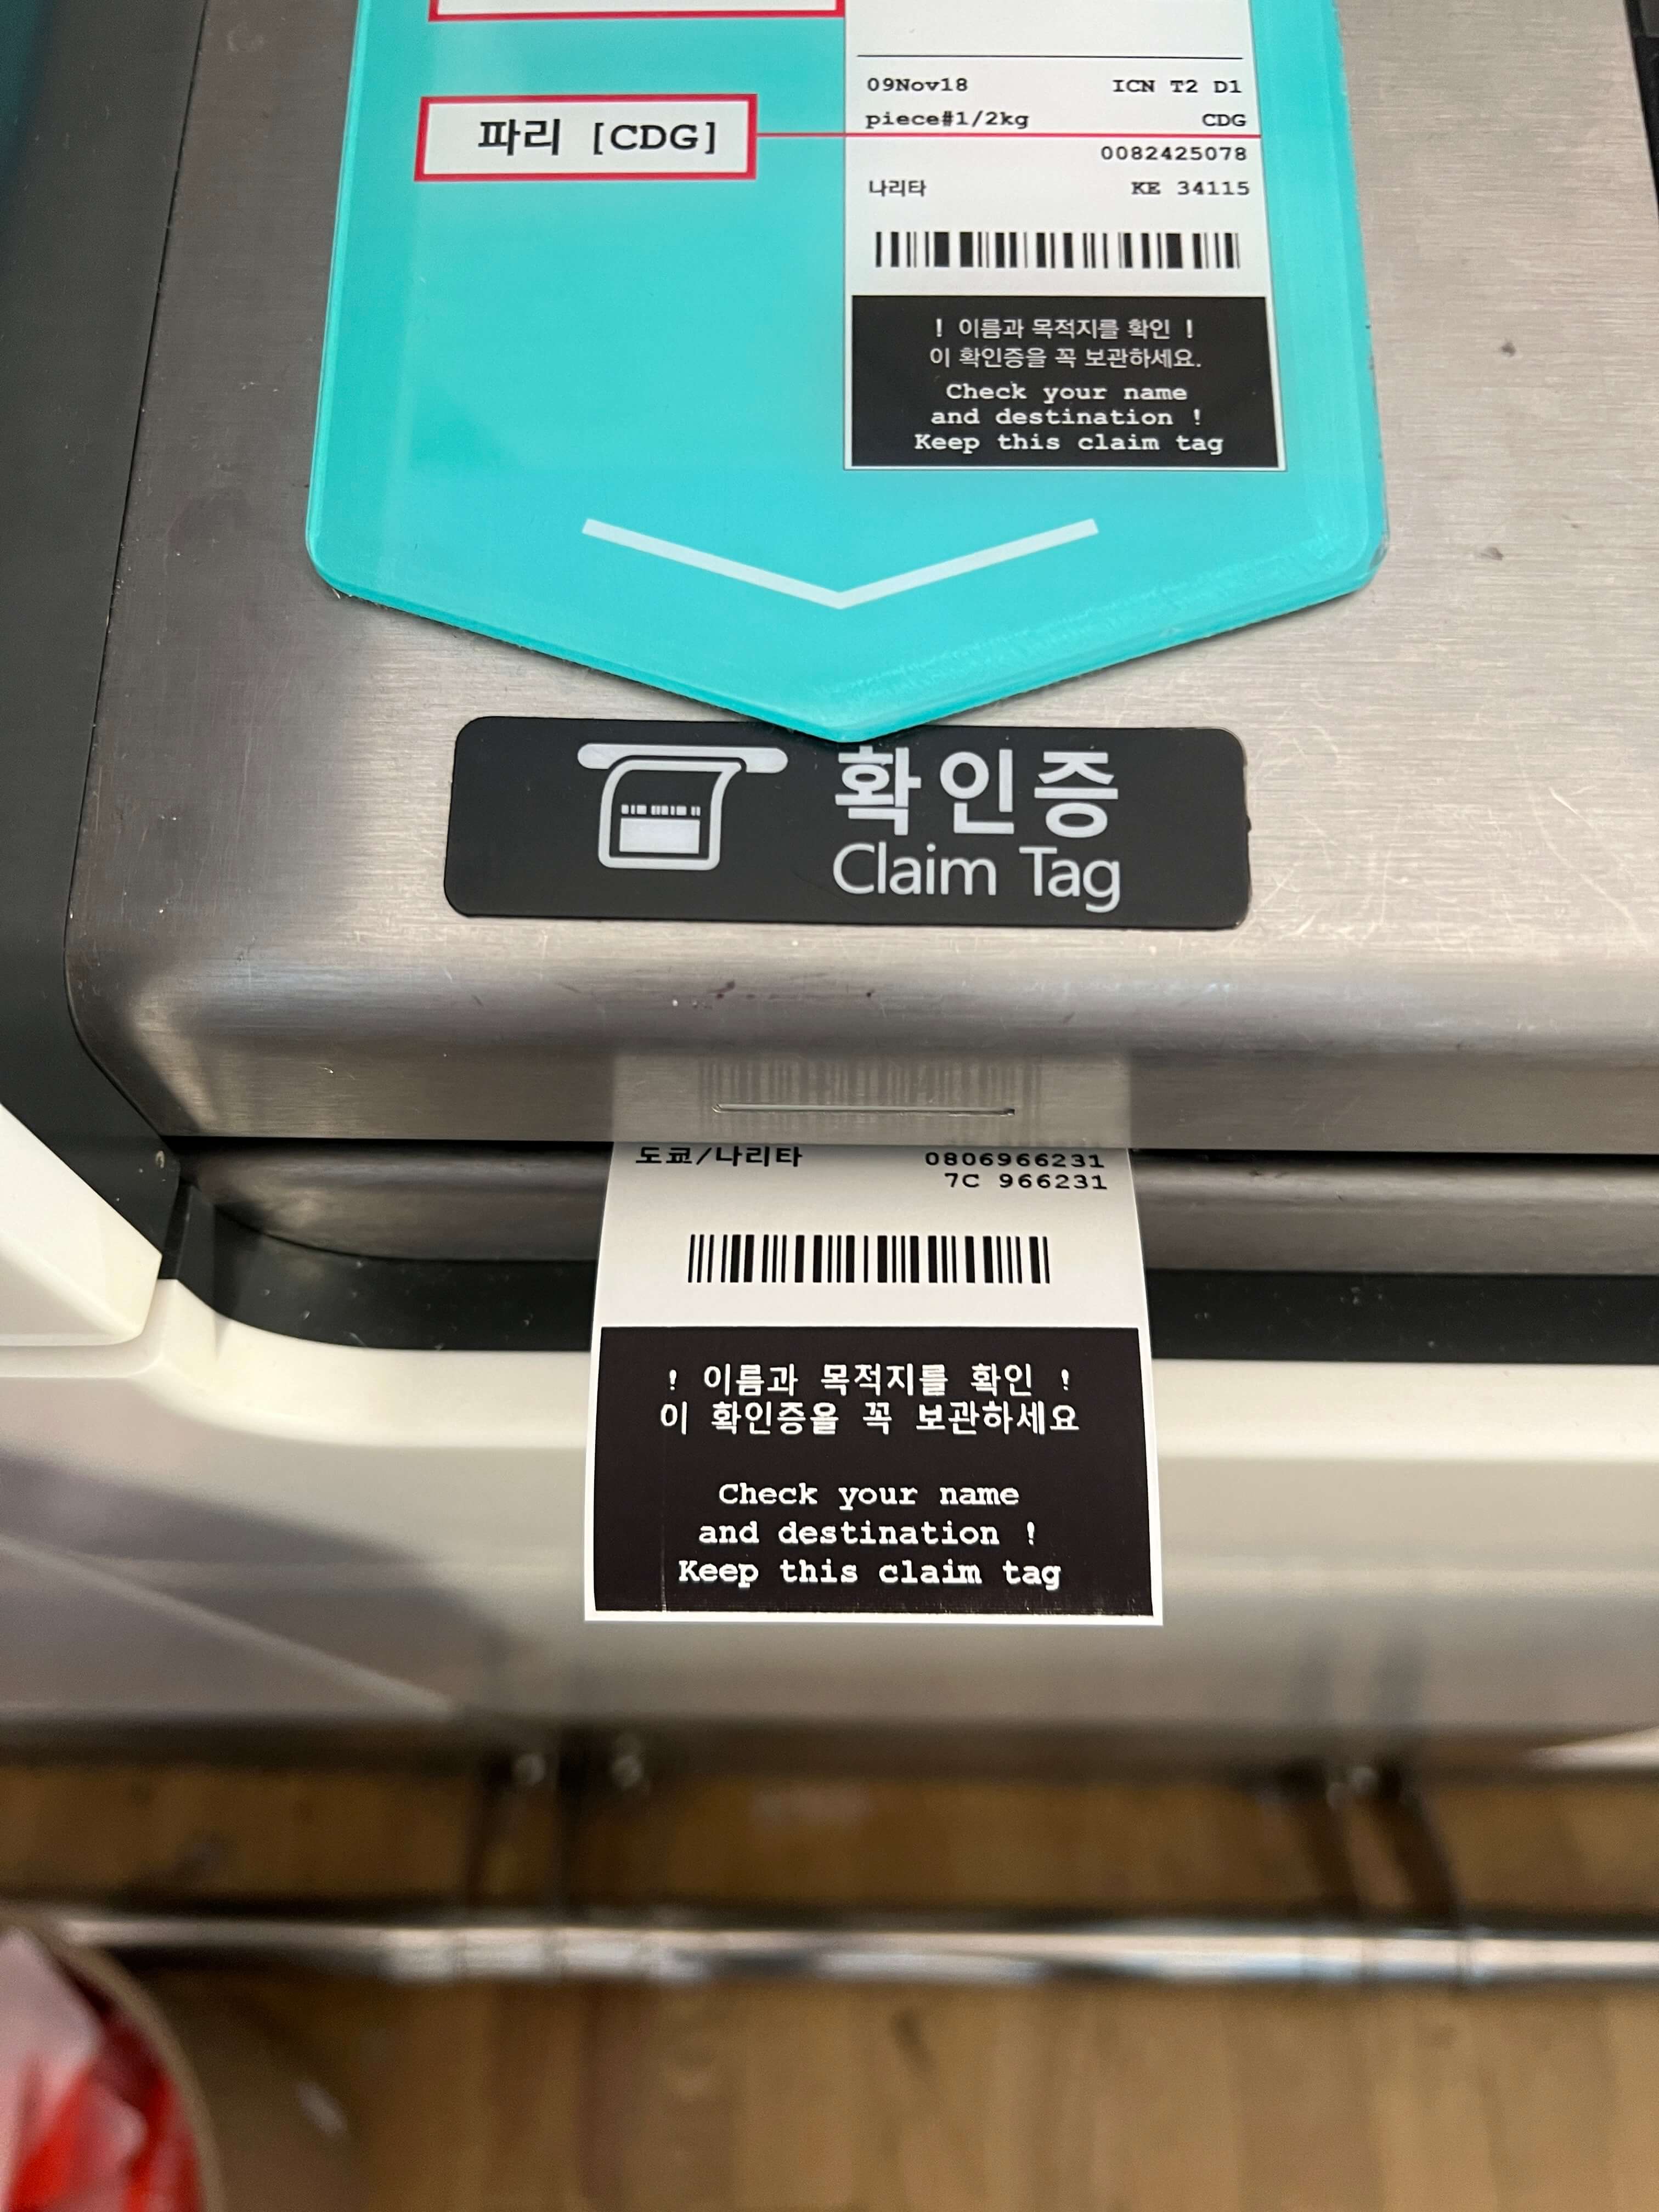 09Nov18 ICN T2 D1
piece#1/2kg CDG
파리 [CDG]
0082425078
나리타 KE 34115
! 이름과 목적지를 확인 !
이 확인증을 꼭 보관하세요.
Check your name
and destination !
Keep this claim tag
확인증
Claim Tag
도쿄/나리타 0806966231
7C 966231
! 이름과 목적지를 확인 !
이 확인증을 꼭 보관하세요
Check your name
and destination !
Keep this claim tag